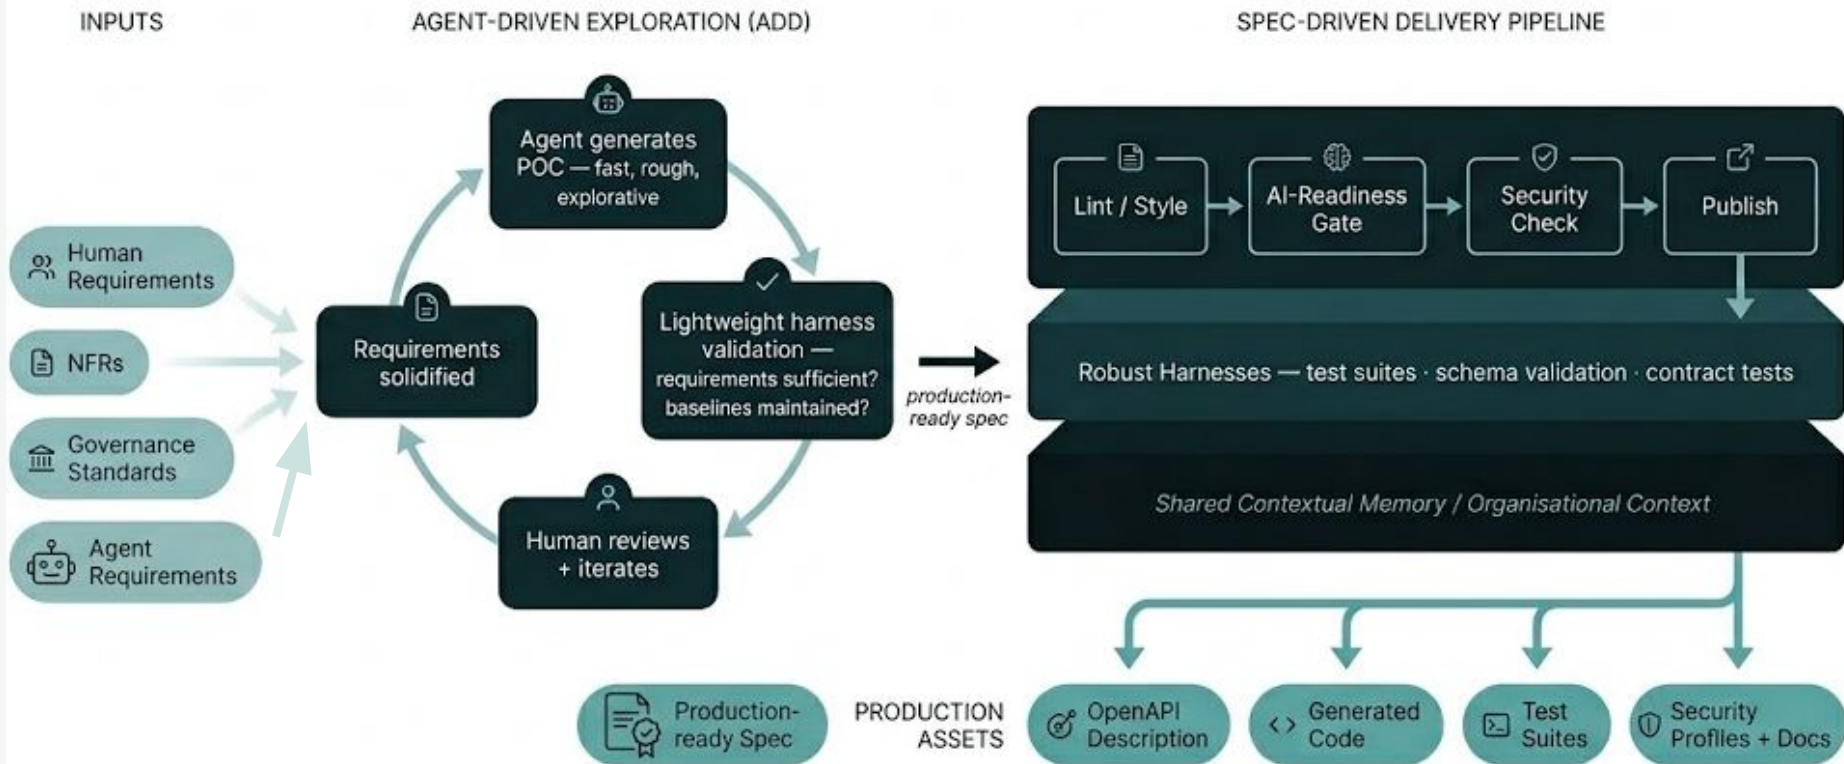 INPUTS
AGENT-DRIVEN EXPLORATION (ADD)
SPEC-DRIVEN DELIVERY PIPELINE
Human
Requirements
NFRs
Governance
Standards
Agent
Requirements
Agent generates
POC — fast, rough,
explorative
Lightweight harness
validation —
requirements sufficient?
baselines maintained?
Human reviews
+ iterates
Requirements
solidified
production-
ready spec
Lint / Style
AI-Readiness
Gate
Security
Check
Publish
Robust Harnesses — test suites · schema validation · contract tests
Shared Contextual Memory / Organisational Context
Production-
ready Spec
PRODUCTION
ASSETS
OpenAPI
Description
Generated
Code
Test
Suites
Security
Profiles + Docs